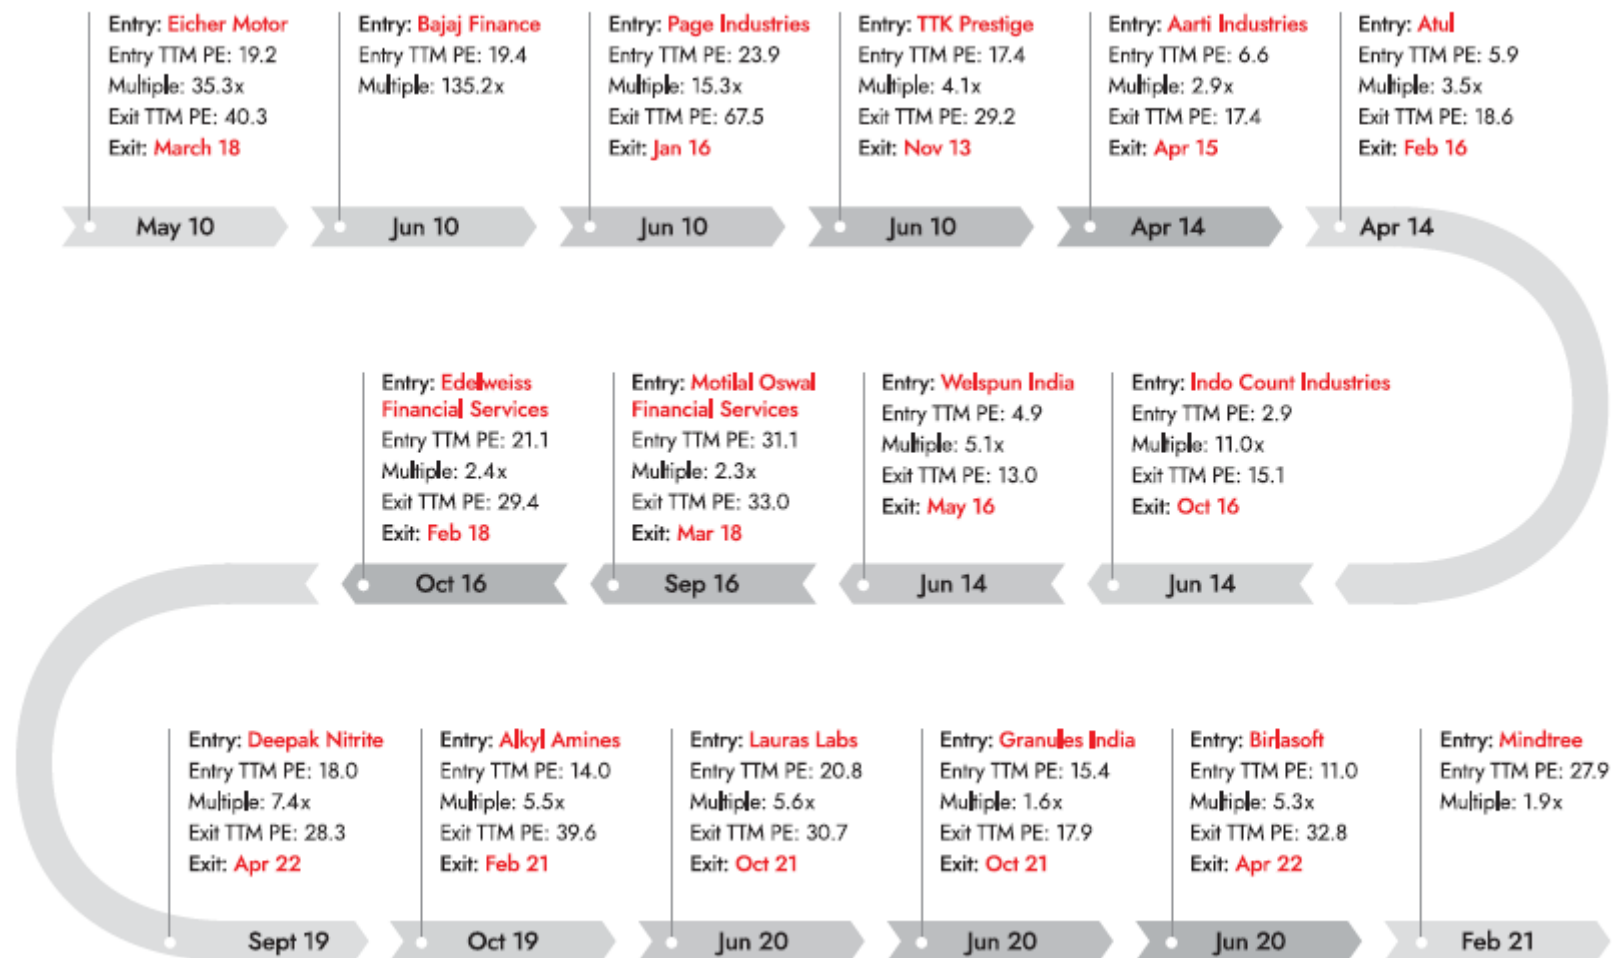 Entry: Eicher Motor
Entry TTM PE: 19.2
Multiple: 35.3x
Exit TTM PE: 40.3
Exit: March 18
May 10
Entry: Bajaj Finance
Entry TTM PE: 19.4
Multiple: 135.2x
Jun 10
Entry: Page Industries
Entry TTM PE: 23.9
Multiple: 15.3x
Exit TTM PE: 67.5
Exit: Jan 16
Jun 10
Entry: TTK Prestige
Entry TTM PE: 17.4
Multiple: 4.1x
Exit TTM PE: 29.2
Exit: Nov 13
Jun 10
Entry: Aarti Industries
Entry TTM PE: 6.6
Multiple: 2.9x
Exit TTM PE: 17.4
Exit: Apr 15
Apr 14
Entry: Atul
Entry TTM PE: 5.9
Multiple: 3.5x
Exit TTM PE: 18.6
Exit: Feb 16
Apr 14
Entry: Edelweiss
Financial Services
Entry TTM PE: 21.1
Multiple: 2.4x
Exit TTM PE: 29.4
Exit: Feb 18
Oct 16
Entry: Motilal Oswal
Financial Services
Entry TTM PE: 31.1
Multiple: 2.3x
Exit TTM PE: 33.0
Exit: Mar 18
Sep 16
Entry: Welspun India
Entry TTM PE: 4.9
Multiple: 5.1x
Exit TTM PE: 13.0
Exit: May 16
Jun 14
Entry: Indo Count Industries
Entry TTM PE: 2.9
Multiple: 11.0x
Exit TTM PE: 15.1
Exit: Oct 16
Jun 14
Entry: Deepak Nitrite
Entry TTM PE: 18.0
Multiple: 7.4x
Exit TTM PE: 28.3
Exit: Apr 22
Sept 19
Entry: Alkyl Amines
Entry TTM PE: 14.0
Multiple: 5.5x
Exit TTM PE: 39.6
Exit: Feb 21
Oct 19
Entry: Lauras Labs
Entry TTM PE: 20.8
Multiple: 5.6x
Exit TTM PE: 30.7
Exit: Oct 21
Jun 20
Entry: Granules India
Entry TTM PE: 15.4
Multiple: 1.6x
Exit TTM PE: 17.9
Exit: Oct 21
Jun 20
Entry: Birlasoft
Entry TTM PE: 11.0
Multiple: 5.3x
Exit TTM PE: 32.8
Exit: Apr 22
Jun 20
Entry: Mindtree
Entry TTM PE: 27.9
Multiple: 1.9x
Feb 21